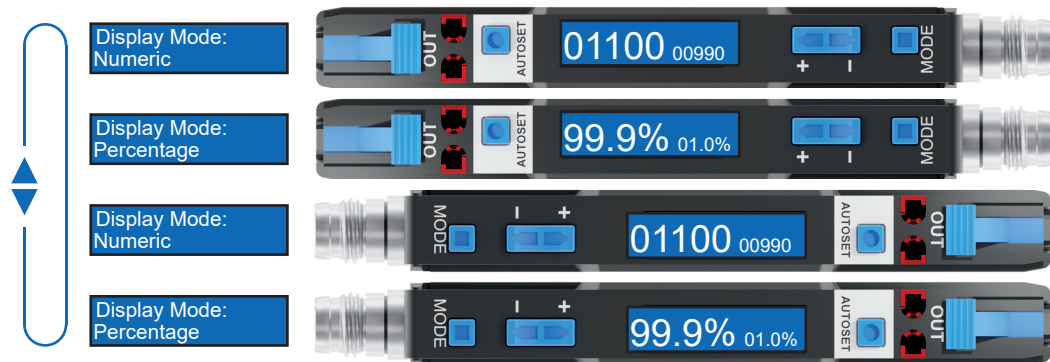 Display Mode:
Numeric
OUT
AUTOSET
01100 00990
+ –
MODE
Display Mode:
Percentage
OUT
AUTOSET
99.9% 01.0%
+ –
MODE
Display Mode:
Numeric
MODE
– +
01100 00990
AUTOSET
OUT
Display Mode:
Percentage
MODE
– +
99.9% 01.0%
AUTOSET
OUT